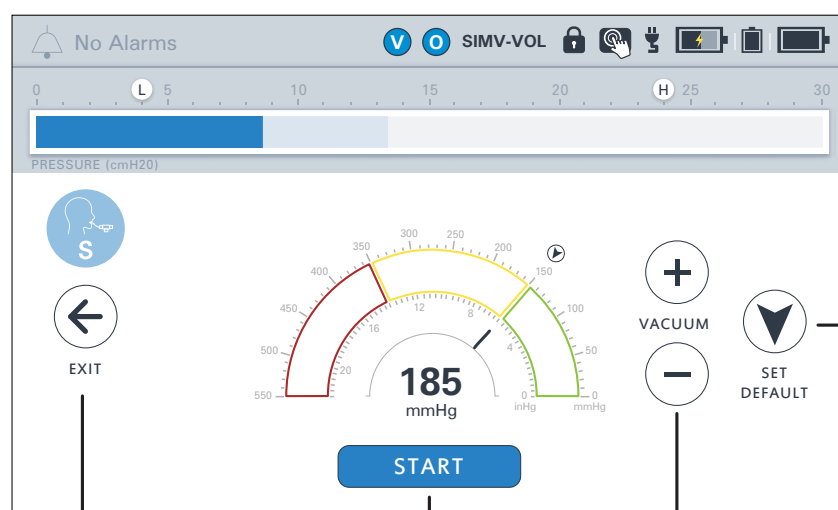 No Alarms
V O SIMV-VOL
0 L 5 10 15 20 H 25 30
PRESSURE (cmH20)
S
EXIT
0 50 100 150 200 250 300 350 400 450 500 550
mmHg
0 4 8 12 16 20
inHg
185
mmHg
VACUUM
SET
DEFAULT
START